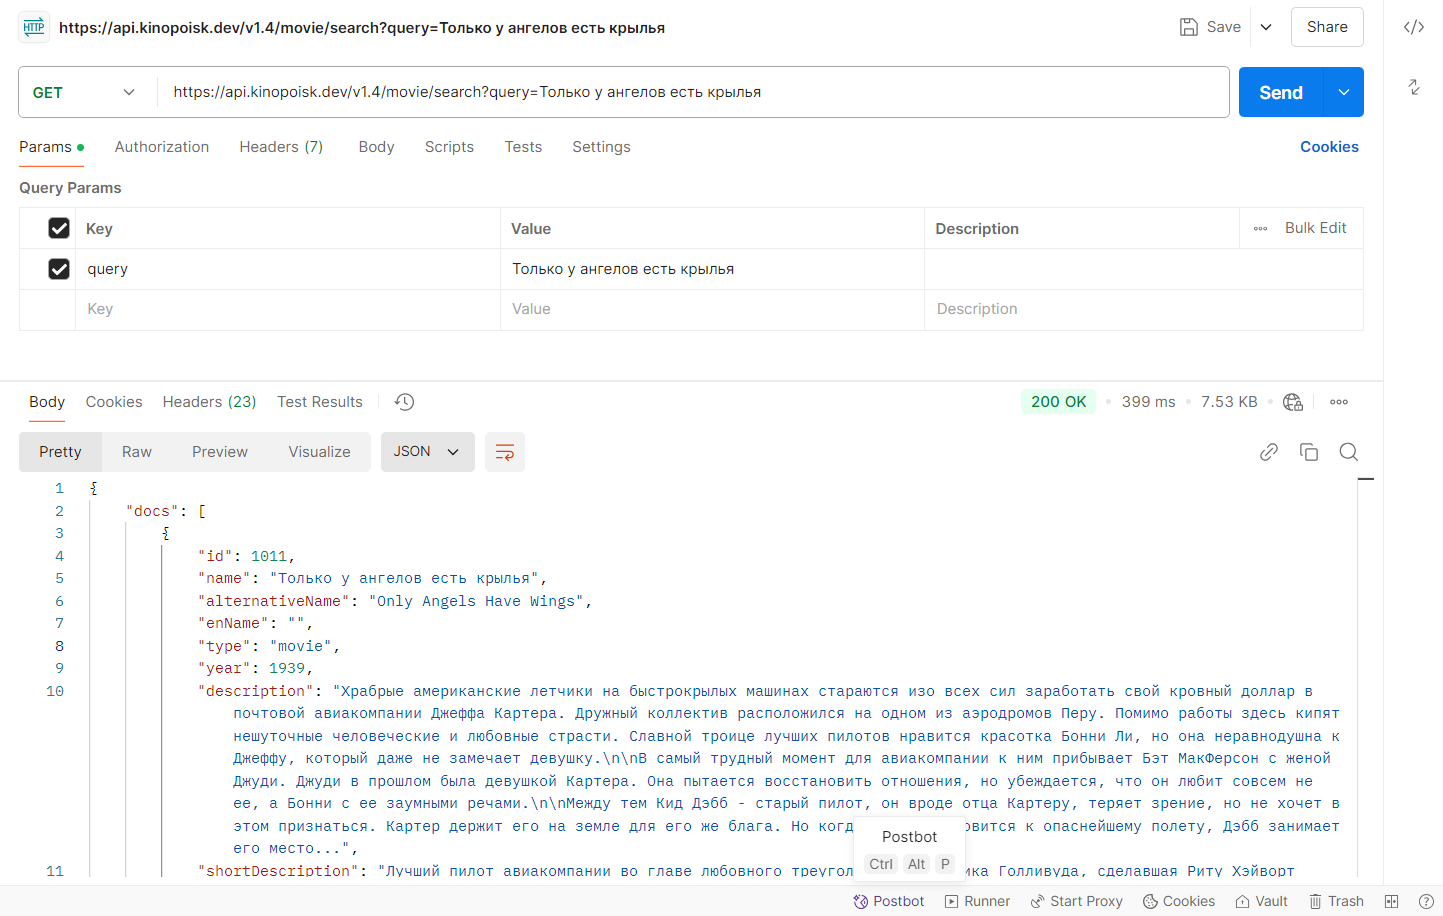 HTTP https://api.kinopoisk.dev/v1.4/movie/search?query=Только у ангелов есть крылья Save Share
GET https://api.kinopoisk.dev/v1.4/movie/search?query=Только у ангелов есть крылья Send
Params Authorization Headers (7) Body Scripts Tests Settings Cookies
Query Params
Key Value Description Bulk Edit
query Только у ангелов есть крылья
Key Value Description
Body Cookies Headers (23) Test Results 200 OK 399 ms 7.53 KB
Pretty Raw Preview Visualize JSON
1 {
2 "docs": [
3 {
4 "id": 1011,
5 "name": "Только у ангелов есть крылья",
6 "alternativeName": "Only Angels Have Wings",
7 "enName": "",
8 "type": "movie",
9 "year": 1939,
10 "description": "Храбрые американские летчики на быстрокрылых машинах стараются изо всех сил заработать свой кровный доллар в
почтовой авиакомпании Джеффа Картера. Дружный коллектив расположился на одном из аэродромов Перу. Помимо работы здесь кипят
нешуточные человеческие и любовные страсти. Славной троице лучших пилотов нравится красотка Бонни Ли, но она неравнодушна к
Джеффу, который даже не замечает девушку.\n\nВ самый трудный момент для авиакомпании к ним прибывает Бэт МакФерсон с женой
Джуди. Джуди в прошлом была девушкой Картера. Она пытается восстановить отношения, но убеждается, что он любит совсем не
ее, а Бонни с ее заумными речами.\n\nМежду тем Кид Дэбб - старый пилот, он вроде отца Картеру, теряет зрение, но не хочет в
этом признаться. Картер держит его на земле для его же блага. Но когд овится к опаснейшему полету, Дэбб занимает
его место...",
11 "shortDescription": "Лучший пилот авиакомпании во главе любовного треугол ика Голливуда, сделавшая Риту Хэйворт
Postbot
Ctrl Alt P
Postbot Runner Start Proxy Cookies Vault Trash